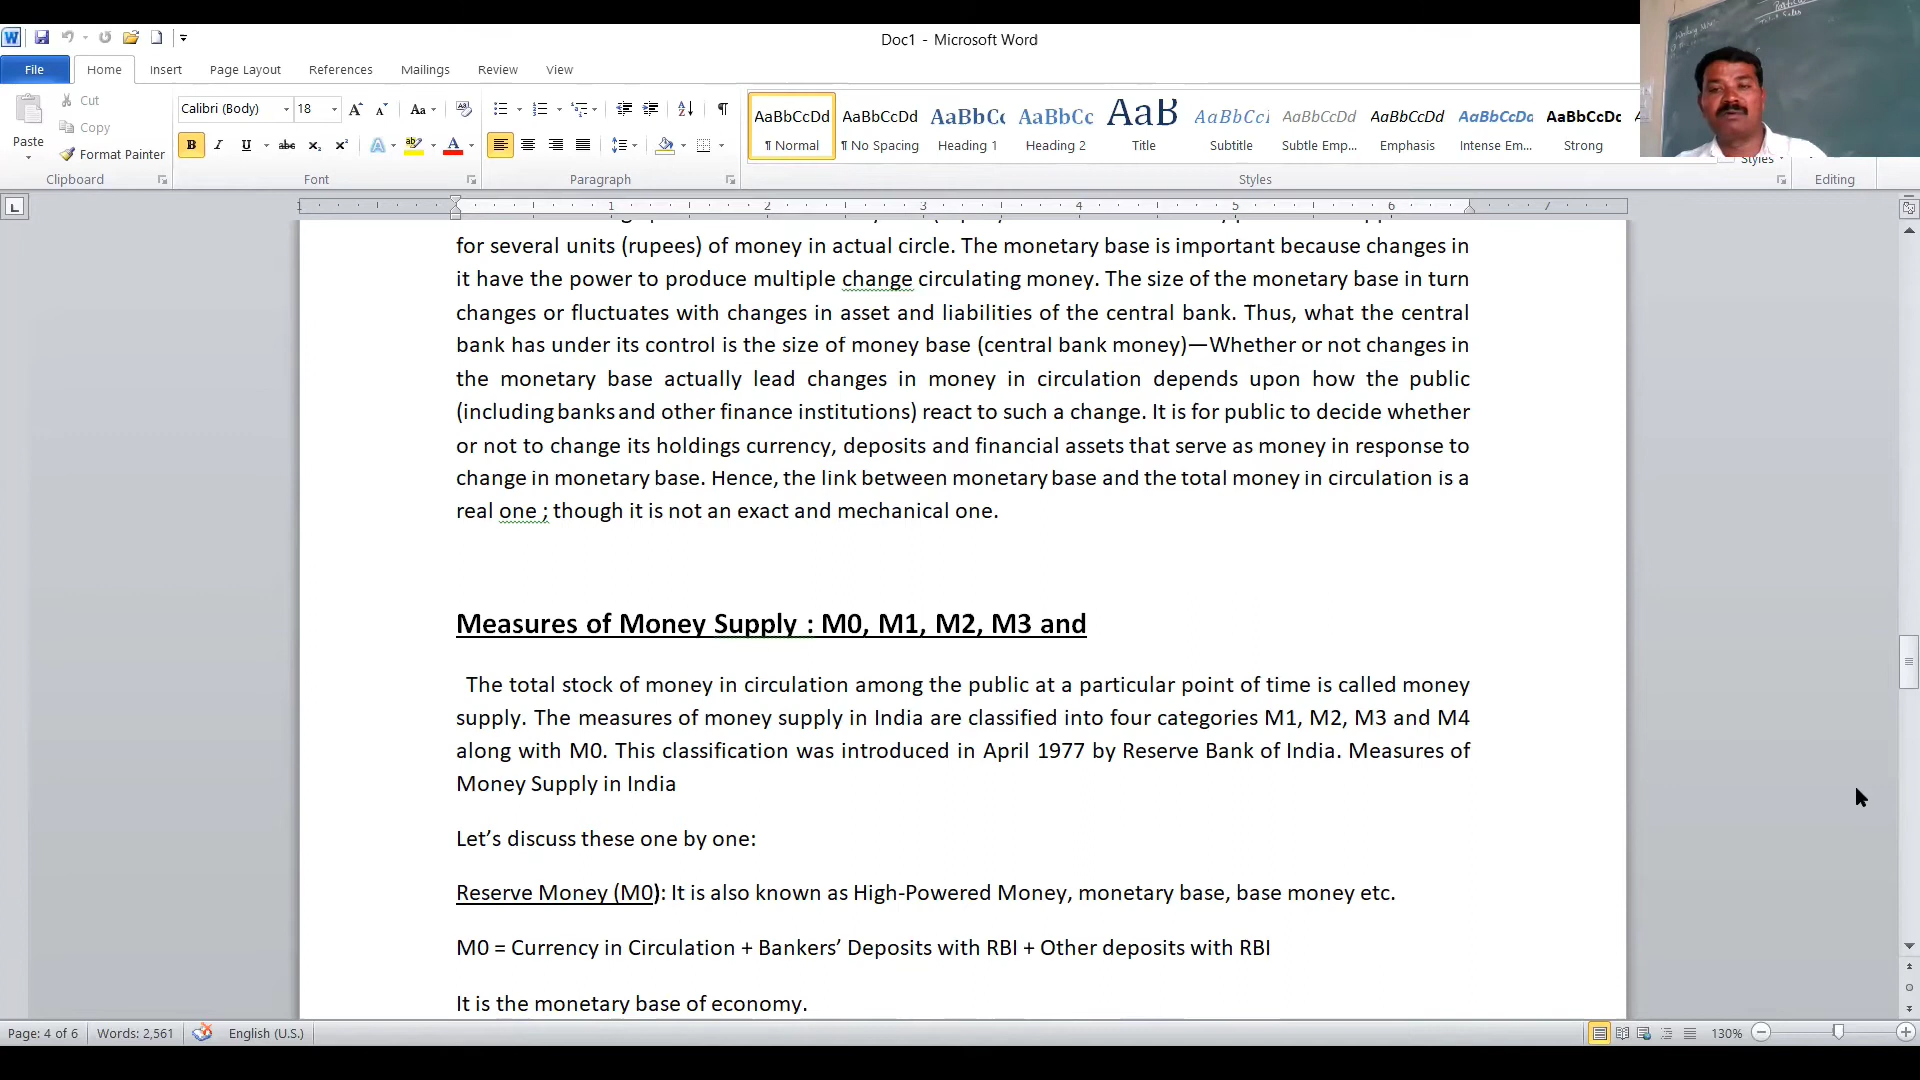 Doc1 - Microsoft Word
File Home Insert Page Layout References Mailings Review View
Paste
Cut
Copy
Format Painter
Clipboard
Calibri (Body) 18
Font
Paragraph
AaBbCcDd AaBbCcDd AaBbCc AaBbCc AaB AaBbCcI AaBbCcDd AaBbCcDd AaBbCcDd AaBbCcDc
¶ Normal ¶ No Spacing Heading 1 Heading 2 Title Subtitle Subtle Emp... Emphasis Intense Em... Strong
Styles
Styles
Editing
1 1 2 3 4 5 6 7
for several units (rupees) of money in actual circle. The monetary base is important because changes in
it have the power to produce multiple change circulating money. The size of the monetary base in turn
changes or fluctuates with changes in asset and liabilities of the central bank. Thus, what the central
bank has under its control is the size of money base (central bank money)—Whether or not changes in
the monetary base actually lead changes in money in circulation depends upon how the public
(including banks and other finance institutions) react to such a change. It is for public to decide whether
or not to change its holdings currency, deposits and financial assets that serve as money in response to
change in monetary base. Hence, the link between monetary base and the total money in circulation is a
real one ; though it is not an exact and mechanical one.
Measures of Money Supply : M0, M1, M2, M3 and
The total stock of money in circulation among the public at a particular point of time is called money
supply. The measures of money supply in India are classified into four categories M1, M2, M3 and M4
along with M0. This classification was introduced in April 1977 by Reserve Bank of India. Measures of
Money Supply in India
Let’s discuss these one by one:
Reserve Money (M0): It is also known as High-Powered Money, monetary base, base money etc.
M0 = Currency in Circulation + Bankers’ Deposits with RBI + Other deposits with RBI
It is the monetary base of economy.
Page: 4 of 6 Words: 2,561 English (U.S.) 130%